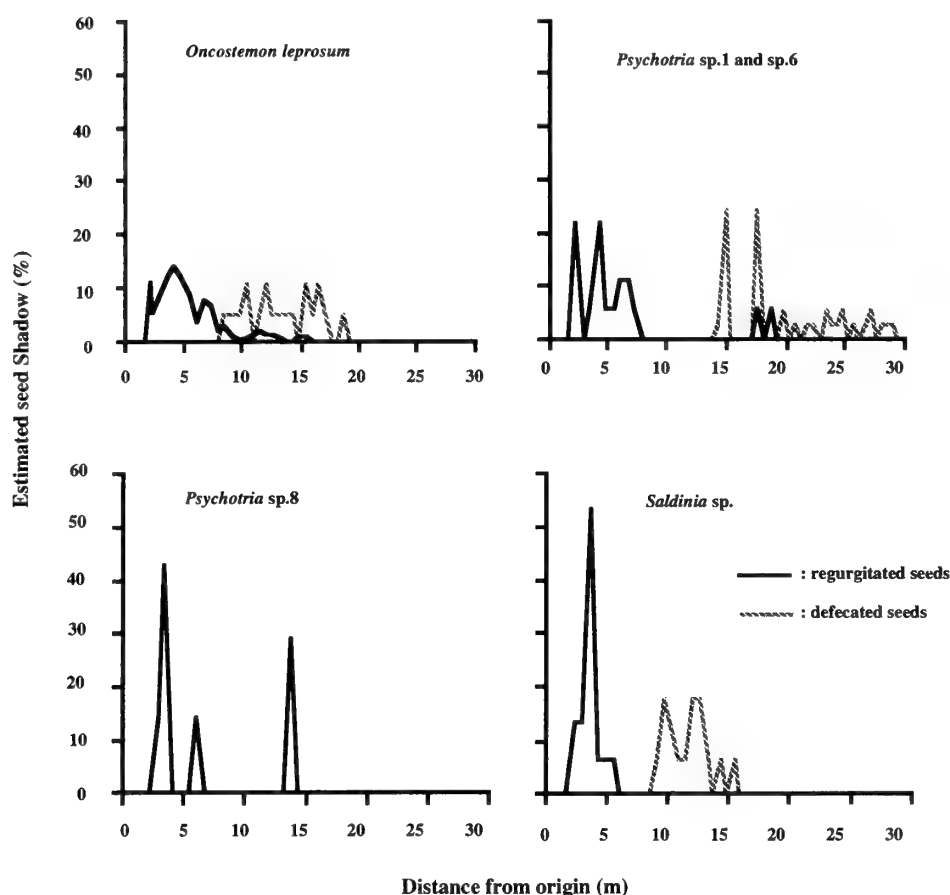 Estimated seed Shadow (%)
Oncostemon leprosum
60
50
40
30
20
10
0
0 5 10 15 20 25 30
Psychotria sp.1 and sp.6
0 5 10 15 20 25 30
Psychotria sp.8
60
50
40
30
20
10
0
0 5 10 15 20 25 30
Saldinia sp.
: regurgitated seeds
: defecated seeds
0 5 10 15 20 25 30
Distance from origin (m)